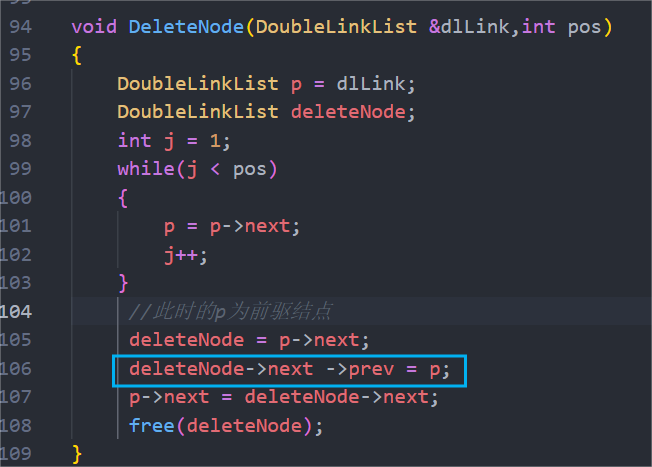 94 void DeleteNode(DoubleLinkList &dlLink,int pos)
95 {
96 DoubleLinkList p = dlLink;
97 DoubleLinkList deleteNode;
98 int j = 1;
99 while(j < pos)
100 {
101 p = p->next;
102 j++;
103 }
104 //此时的p为前驱结点
105 deleteNode = p->next;
106 deleteNode->next ->prev = p;
107 p->next = deleteNode->next;
108 free(deleteNode);
109 }